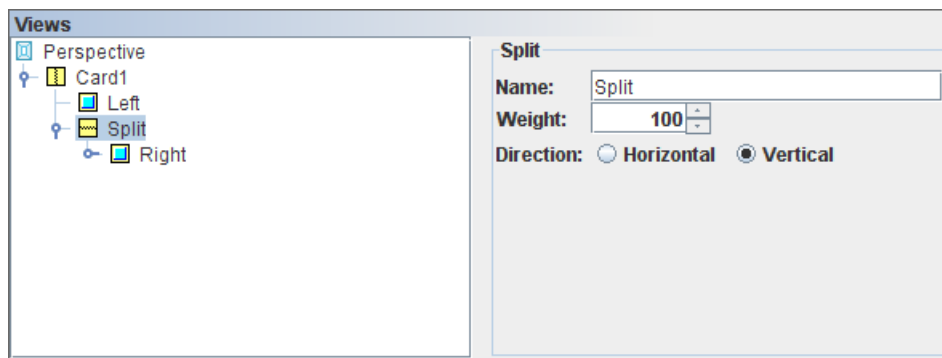 Views
Perspective
Card1
Left
Split
Right
Split
Name: Split
Weight: 100
Direction: Horizontal Vertical